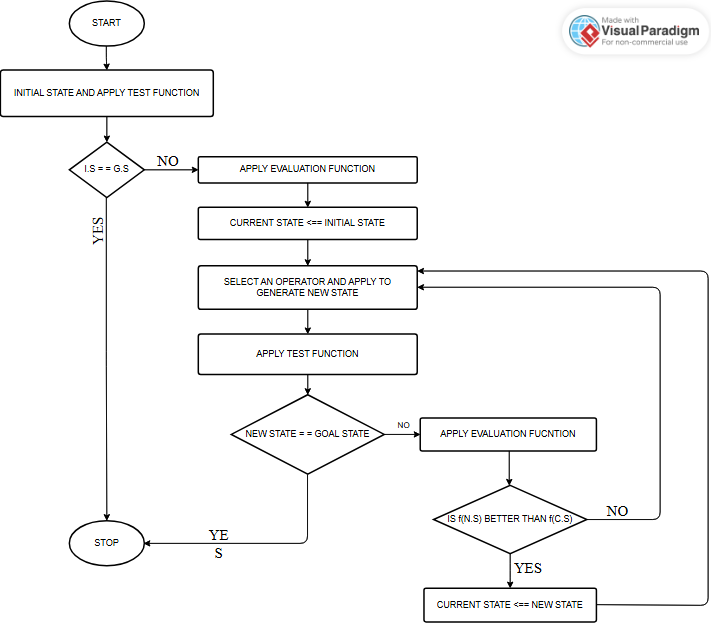 START
Made with
VisualParadigm
For non-commercial use
INITIAL STATE AND APPLY TEST FUNCTION
I.S = = G.S
NO
APPLY EVALUATION FUNCTION
YES
CURRENT STATE <== INITIAL STATE
SELECT AN OPERATOR AND APPLY TO
GENERATE NEW STATE
APPLY TEST FUNCTION
NEW STATE = = GOAL STATE
NO
APPLY EVALUATION FUCNTION
IS f(N.S) BETTER THAN f(C.S)
NO
YE
S
STOP
YES
CURRENT STATE <== NEW STATE